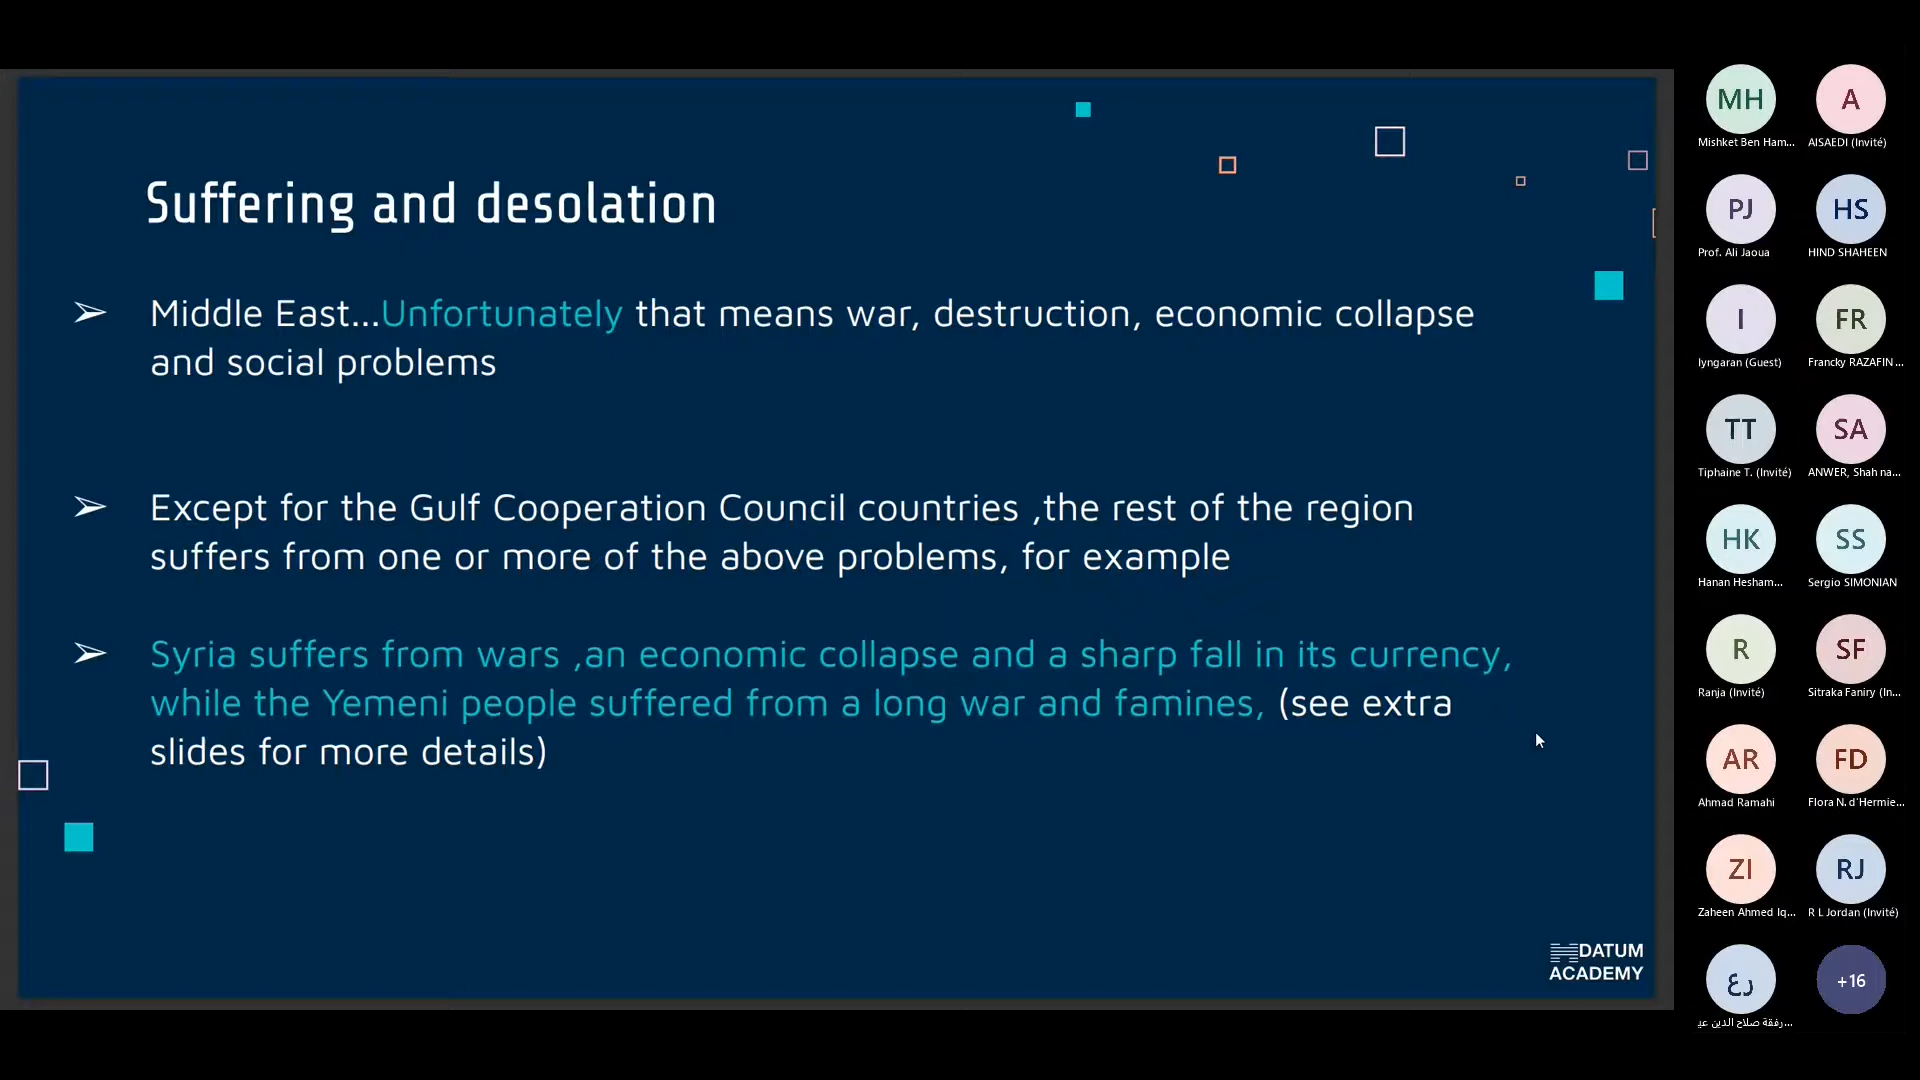 Suffering and desolation
➢ Middle East...Unfortunately that means war, destruction, economic collapse
and social problems
➢ Except for the Gulf Cooperation Council countries ,the rest of the region
suffers from one or more of the above problems, for example
➢ Syria suffers from wars ,an economic collapse and a sharp fall in its currency,
while the Yemeni people suffered from a long war and famines, (see extra
slides for more details)
DATUM
ACADEMY
MH
Mishket Ben Ham...
A
AISAEDI (Invité)
PJ
Prof. Ali Jaoua
HS
HIND SHAHEEN
I
Iyngaran (Guest)
FR
Francky RAZAFIN...
TT
Tiphaine T. (Invité)
SA
ANWER, Shah na...
HK
Hanan Hesham...
SS
Sergio SIMONIAN
R
Ranja (Invité)
SF
Sitraka Faniry (In...
AR
Ahmad Ramahi
FD
Flora N. d'Hermie...
ZI
Zaheen Ahmed Iq...
RJ
R L Jordan (Invité)
رع
رفقة صلاح الدين عي...
+16